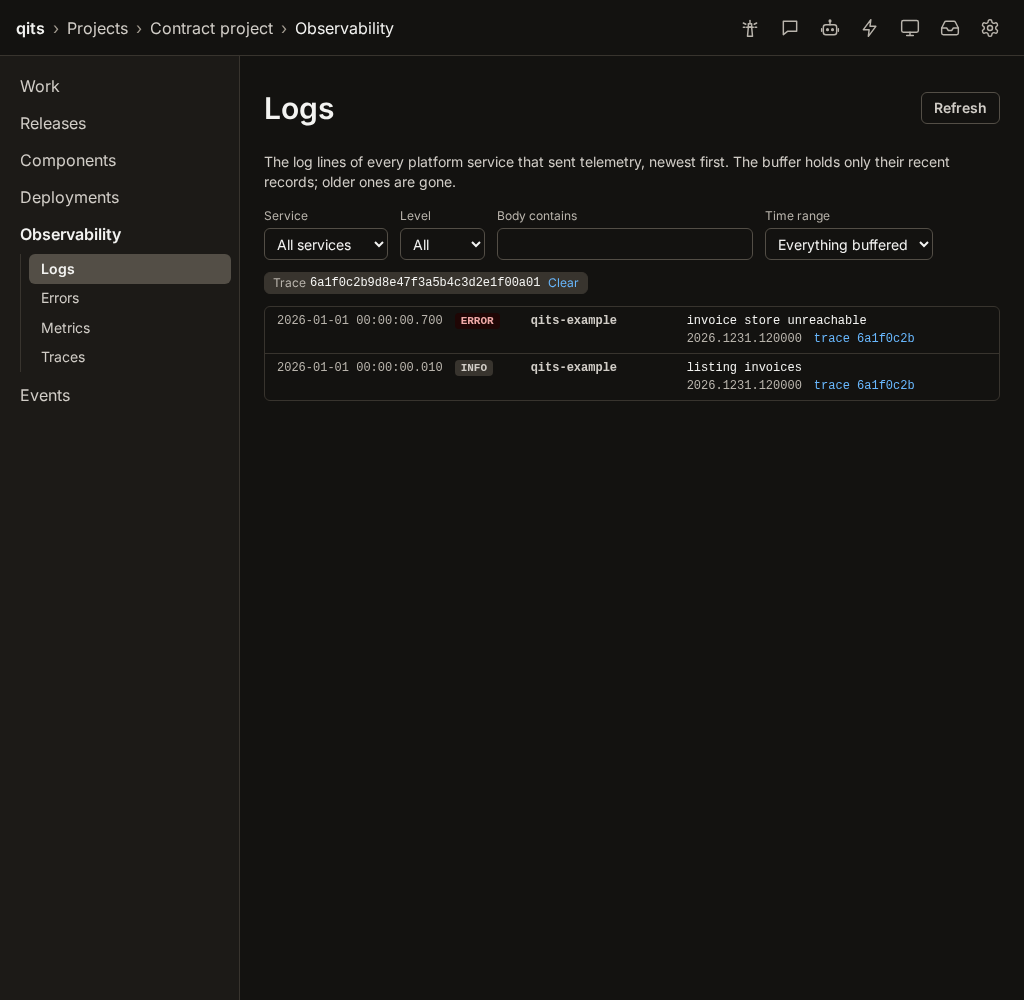 qits › Projects › Contract project › Observability
Work
Releases
Components
Deployments
Observability
Logs
Errors
Metrics
Traces
Events
Logs
Refresh
The log lines of every platform service that sent telemetry, newest first. The buffer holds only their recent
records; older ones are gone.
Service Level Body contains Time range
All services All Everything buffered
Trace 6a1f0c2b9d8e47f3a5b4c3d2e1f00a01 Clear
2026-01-01 00:00:00.700 ERROR qits-example invoice store unreachable
2026.1231.120000 trace 6a1f0c2b
2026-01-01 00:00:00.010 INFO qits-example listing invoices
2026.1231.120000 trace 6a1f0c2b